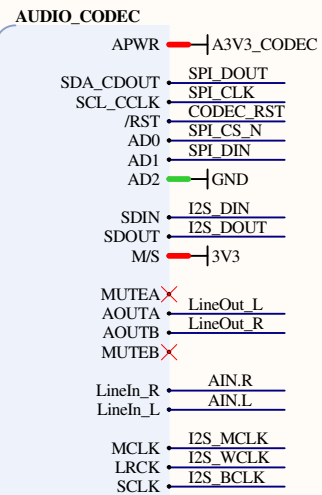 AUDIO_CODEC
APWR A3V3_CODEC
SDA_CDOUT SPI_DOUT
SCL_CCLK SPI_CLK
/RST CODEC_RST
AD0 SPI_CS_N
AD1 SPI_DIN
AD2 GND
SDIN I2S_DIN
SDOUT I2S_DOUT
M/S 3V3
MUTEA
AOUTA LineOut_L
AOUTB LineOut_R
MUTEB
LineIn_R AIN.R
LineIn_L AIN.L
MCLK I2S_MCLK
LRCK I2S_WCLK
SCLK I2S_BCLK